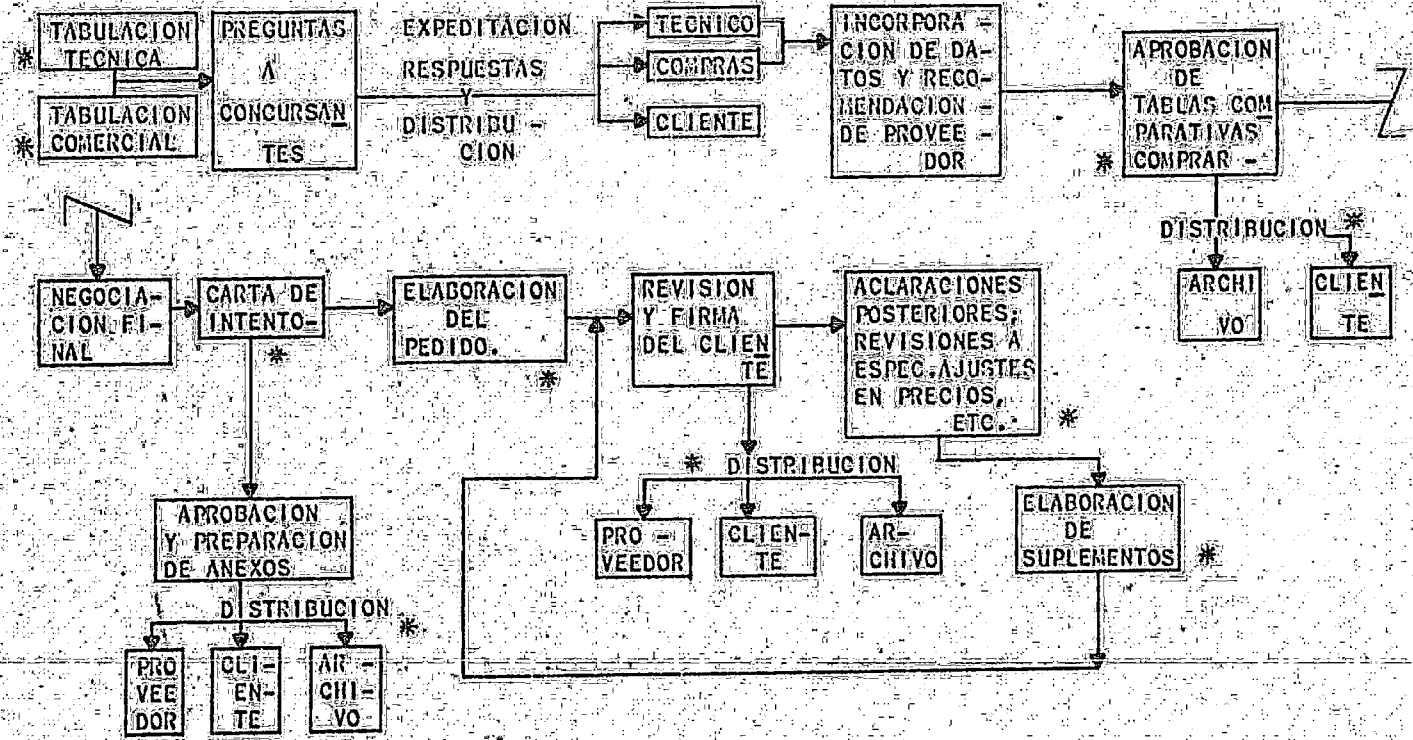 TABULACION
TECNICA
*
TABULACION
COMERCIAL
*
PREGUNTAS
A
CONCURSAN
TES
EXPEDITACION
RESPUESTAS
Y
DISTRIBU -
CION
TECNICO
COMPRAS
CLIENTE
INCORPORA -
CION DE DA-
TOS Y RECO-
MENDACION -
DE PROVEE -
DOR
APROBACION
DE
TABLAS COM
PARATIVAS
COMPRAR -
*
DISTRIBUCION *
ARCHI
VO
CLIEN
TE
NEGOCIA-
CION FI-
NAL
CARTA DE
INTENTO-
*
ELABORACION
DEL
PEDIDO.
*
REVISION
Y FIRMA
DEL CLIEN
TE
ACLARACIONES
POSTERIORES;
REVISIONES A
ESPEC.AJUSTES
EN PRECIOS,
ETC.
*
* DISTRIBUCION
PRO -
VEEDOR
CLIEN-
TE
AR-
CHIVO
ELABORACION
DE
SUPLEMENTOS
*
APROBACION
Y PREPARACION
DE ANEXOS
DISTRIBUCION *
PRO
VEE
DOR
CLI-
EN-
TE
AR -
CHI-
VO